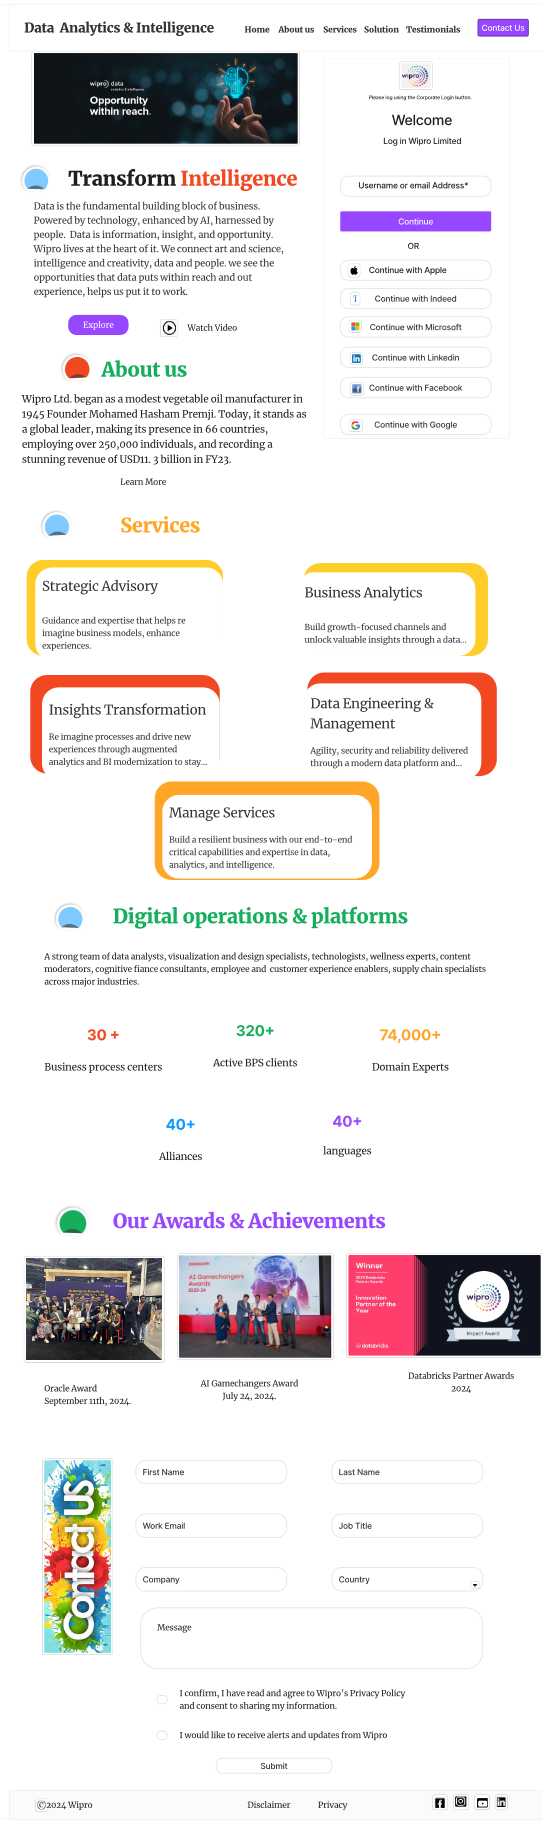 Data Analytics & Intelligence
Home About us Services Solution Testimonials
Contact Us
wipro data
analytics & intelligence
Opportunity
within reach.
wipro
Please log using the Corporate Login button.
Welcome
Log in Wipro Limited
Username or email Address*
Continue
OR
Continue with Apple
Continue with Indeed
Continue with Microsoft
Continue with Linkedin
Continue with Facebook
Continue with Google
Transform Intelligence
Data is the fundamental building block of business.
Powered by technology, enhanced by AI, harnessed by
people. Data is information, insight, and opportunity.
Wipro lives at the heart of it. We connect art and science,
intelligence and creativity, data and people. we see the
opportunities that data puts within reach and out
experience, helps us put it to work.
Explore
Watch Video
About us
Wipro Ltd. began as a modest vegetable oil manufacturer in
1945 Founder Mohamed Hasham Premji. Today, it stands as
a global leader, making its presence in 66 countries,
employing over 250,000 individuals, and recording a
stunning revenue of USD11. 3 billion in FY23.
Learn More
Services
Strategic Advisory
Guidance and expertise that helps re
imagine business models, enhance
experiences.
Business Analytics
Build growth-focused channels and
unlock valuable insights through a data...
Insights Transformation
Re imagine processes and drive new
experiences through augmented
analytics and BI modernization to stay...
Data Engineering &
Management
Agility, security and reliability delivered
through a modern data platform and...
Manage Services
Build a resilient business with our end-to-end
critical capabilities and expertise in data,
analytics, and intelligence.
Digital operations & platforms
A strong team of data analysts, visualization and design specialists, technologists, wellness experts, content
moderators, cognitive fiance consultants, employee and customer experience enablers, supply chain specialists
across major industries.
30 +
Business process centers
320+
Active BPS clients
74,000+
Domain Experts
40+
Alliances
40+
languages
Our Awards & Achievements
nasscom
AI Gamechangers
Awards
2023-24
Winner
2024 Databricks
Partner Awards
Innovation
Partner of the
Year
databricks
wipro
Impact Award
Oracle Award
September 11th, 2024.
AI Gamechangers Award
July 24, 2024.
Databricks Partner Awards
2024
Contact US
First Name
Last Name
Work Email
Job Title
Company
Country
Message
I confirm, I have read and agree to Wipro's Privacy Policy
and consent to sharing my information.
I would like to receive alerts and updates from Wipro
Submit
©2024 Wipro
Disclaimer
Privacy